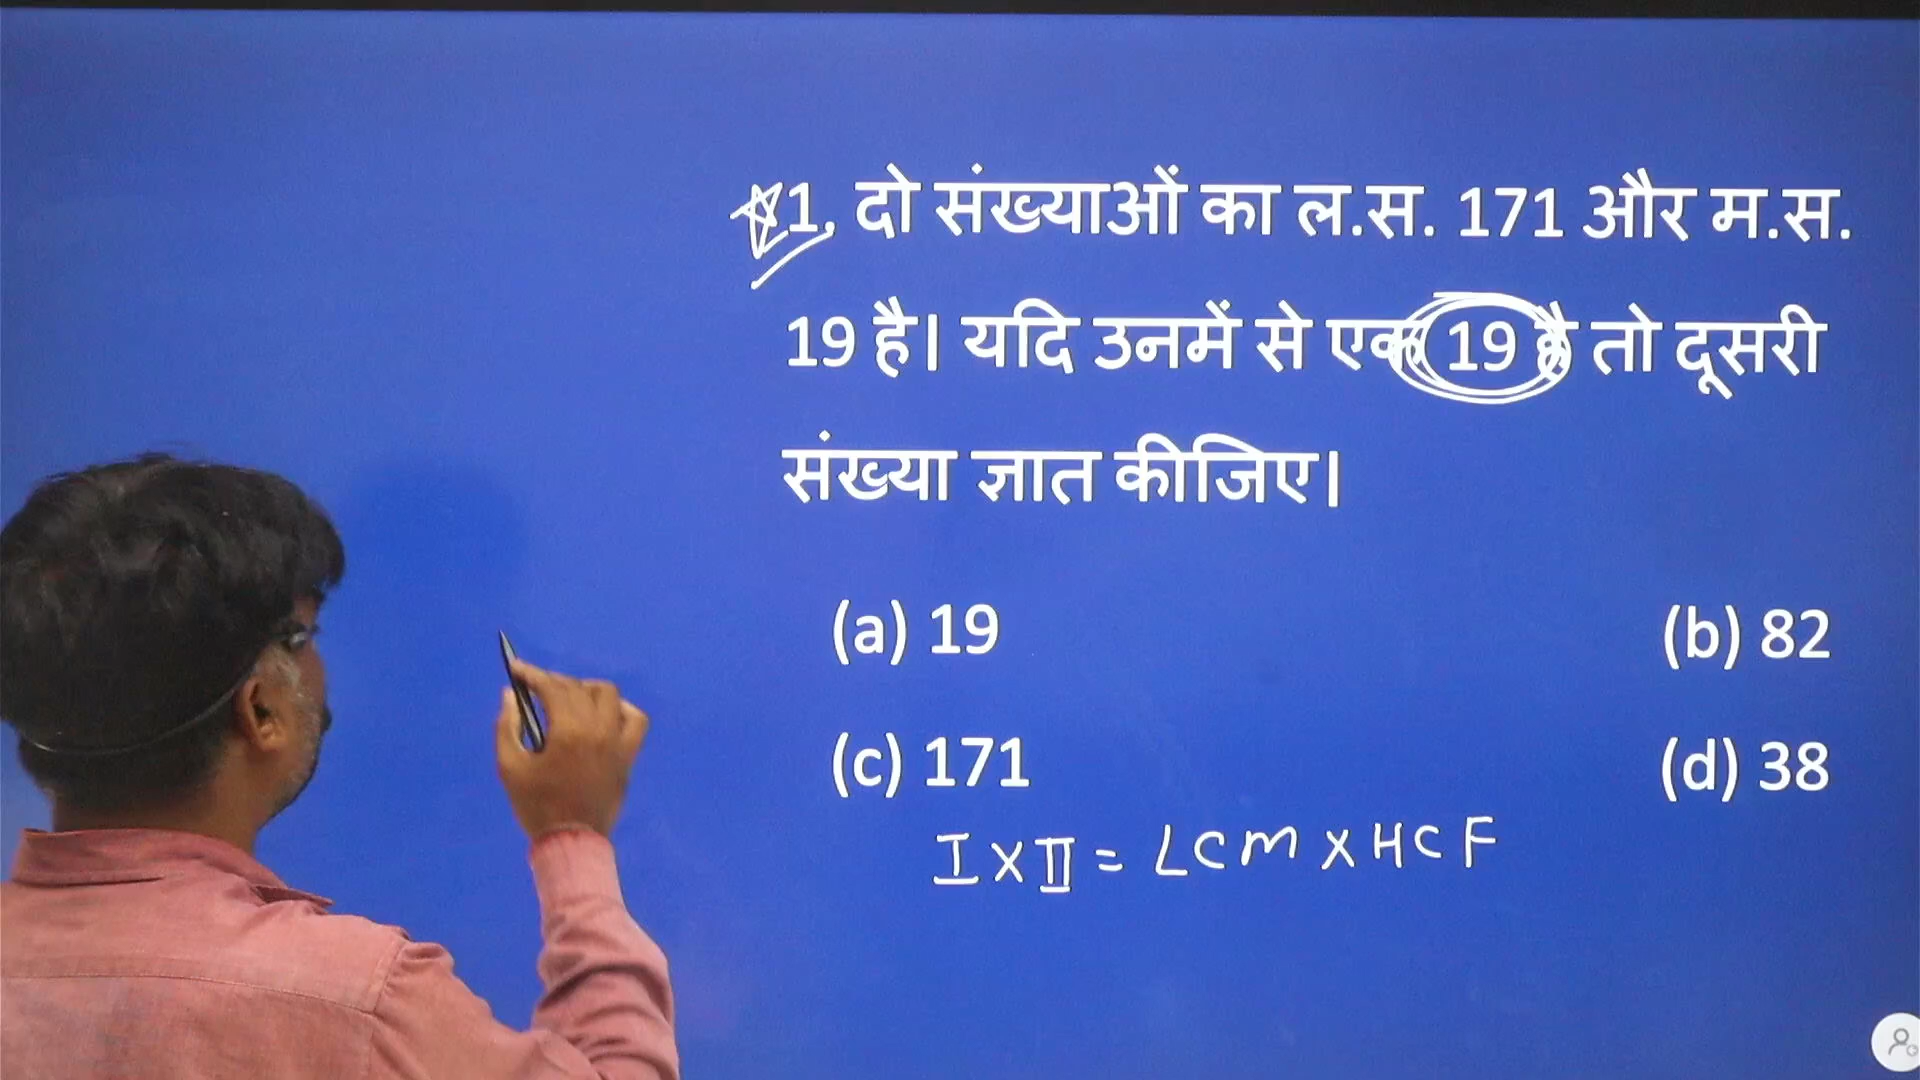 1. दो संख्याओं का ल.स. 171 और म.स.
19 है। यदि उनमें से एक 19 है तो दूसरी
संख्या ज्ञात कीजिए।
(a) 19 (b) 82
(c) 171 (d) 38
I X II = LCM X HCF